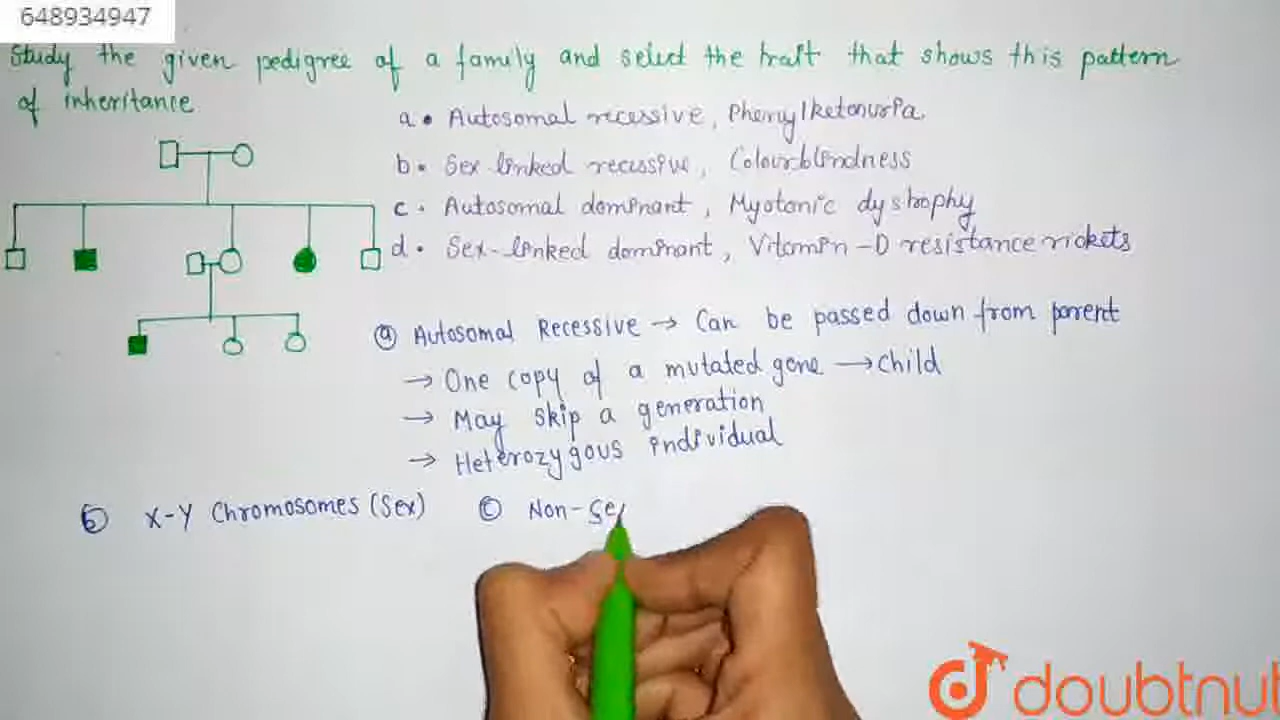 648934947
Study the given pedigree of a family and select the trait that shows this pattern
of inheritance
a. Autosomal recessive, Phenylketonuria
b. Sex linked recessive, Colourblindness
c. Autosomal dominant, Myotonic dystrophy
d. Sex-linked dominant, Vitamin-D resistance rickets
ⓐ Autosomal Recessive → Can be passed down from parent
→ One copy of a mutated gene → Child
→ May skip a generation
→ Heterozygous individual
ⓑ X-Y Chromosomes (Sex) ⓒ Non-Sex
doubtnut